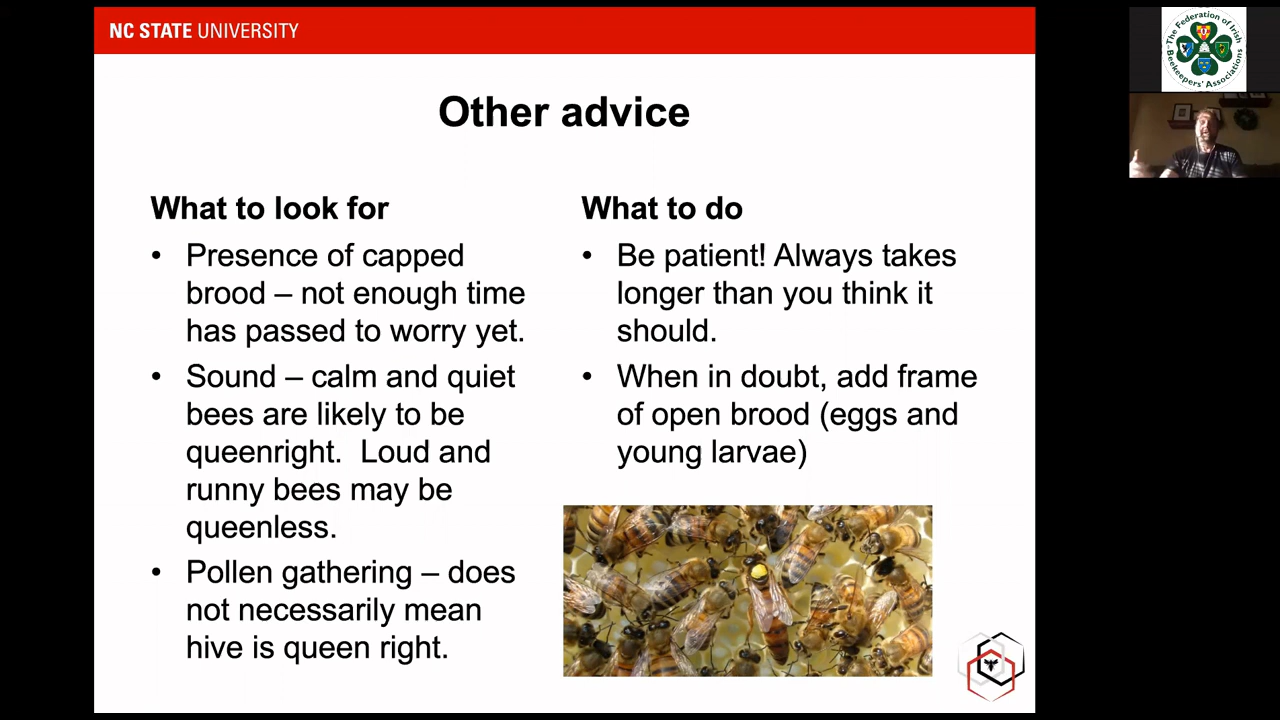 NC STATE UNIVERSITY
Other advice
What to look for
• Presence of capped
brood – not enough time
has passed to worry yet.
• Sound – calm and quiet
bees are likely to be
queenright.  Loud and
runny bees may be
queenless.
• Pollen gathering – does
not necessarily mean
hive is queen right.
What to do
• Be patient! Always takes
longer than you think it
should.
• When in doubt, add frame
of open brood (eggs and
young larvae)
The Federation of Irish
Beekeepers' Associations